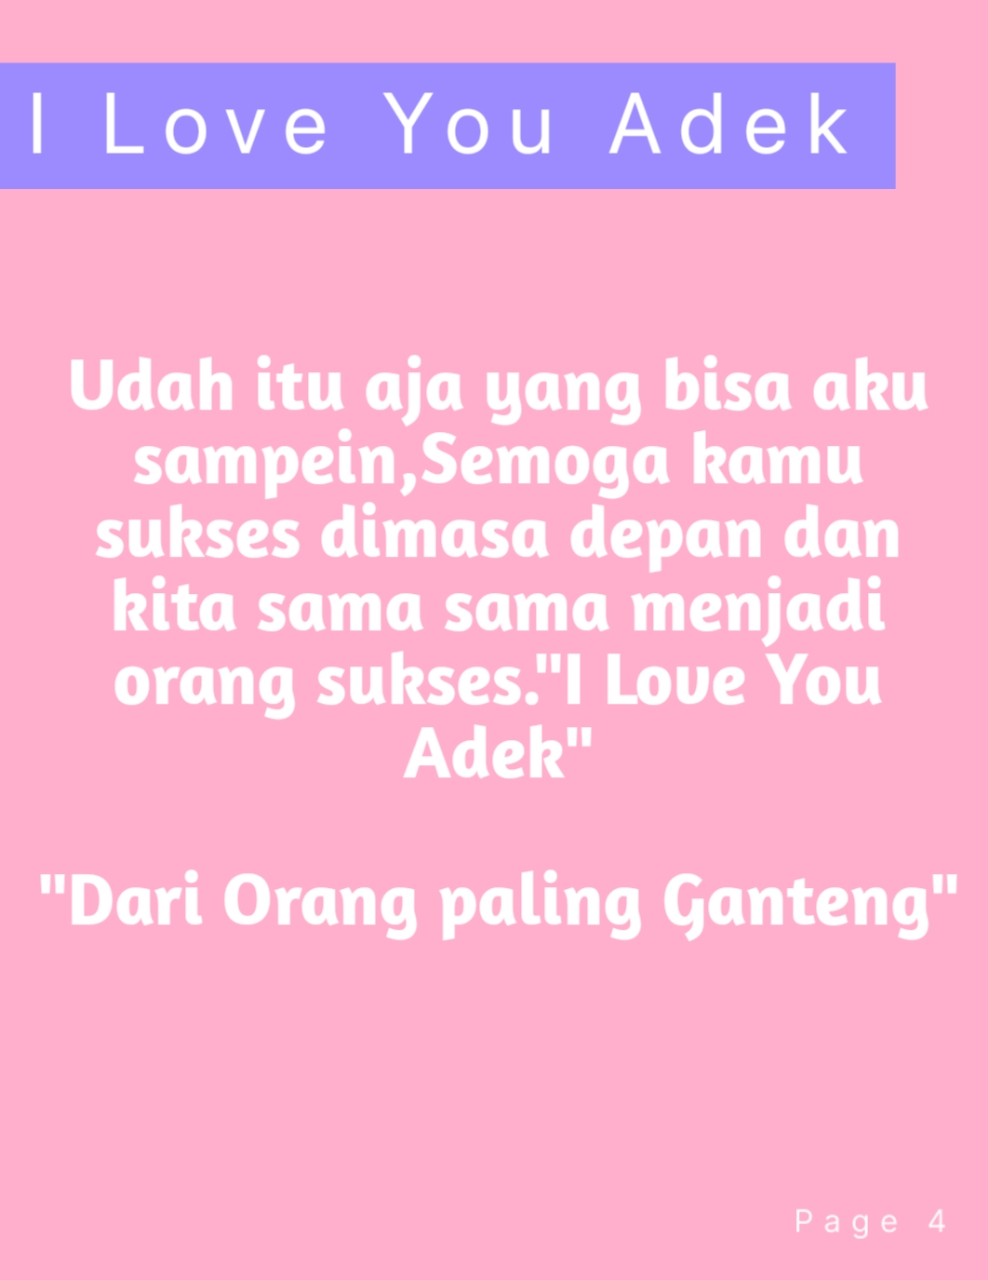 I Love You Adek
Udah itu aja yang bisa aku
sampein,Semoga kamu
sukses dimasa depan dan
kita sama sama menjadi
orang sukses."I Love You
Adek"
"Dari Orang paling Ganteng"
Page 4